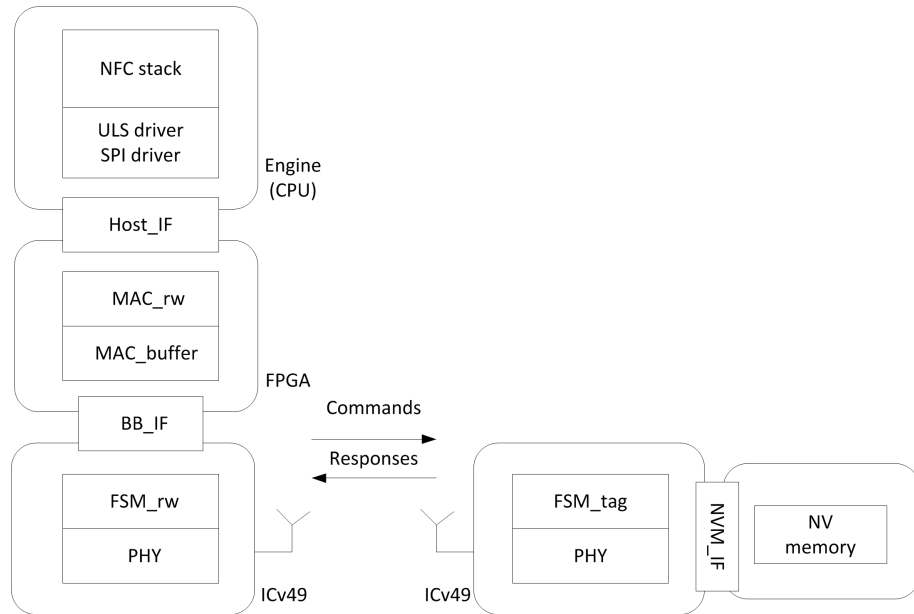 NFC stack
ULS driver
SPI driver
Engine
(CPU)
Host_IF
MAC_rw
MAC_buffer
FPGA
BB_IF
Commands
Responses
FSM_rw
PHY
ICv49
ICv49
FSM_tag
PHY
NVM_IF
NV
memory